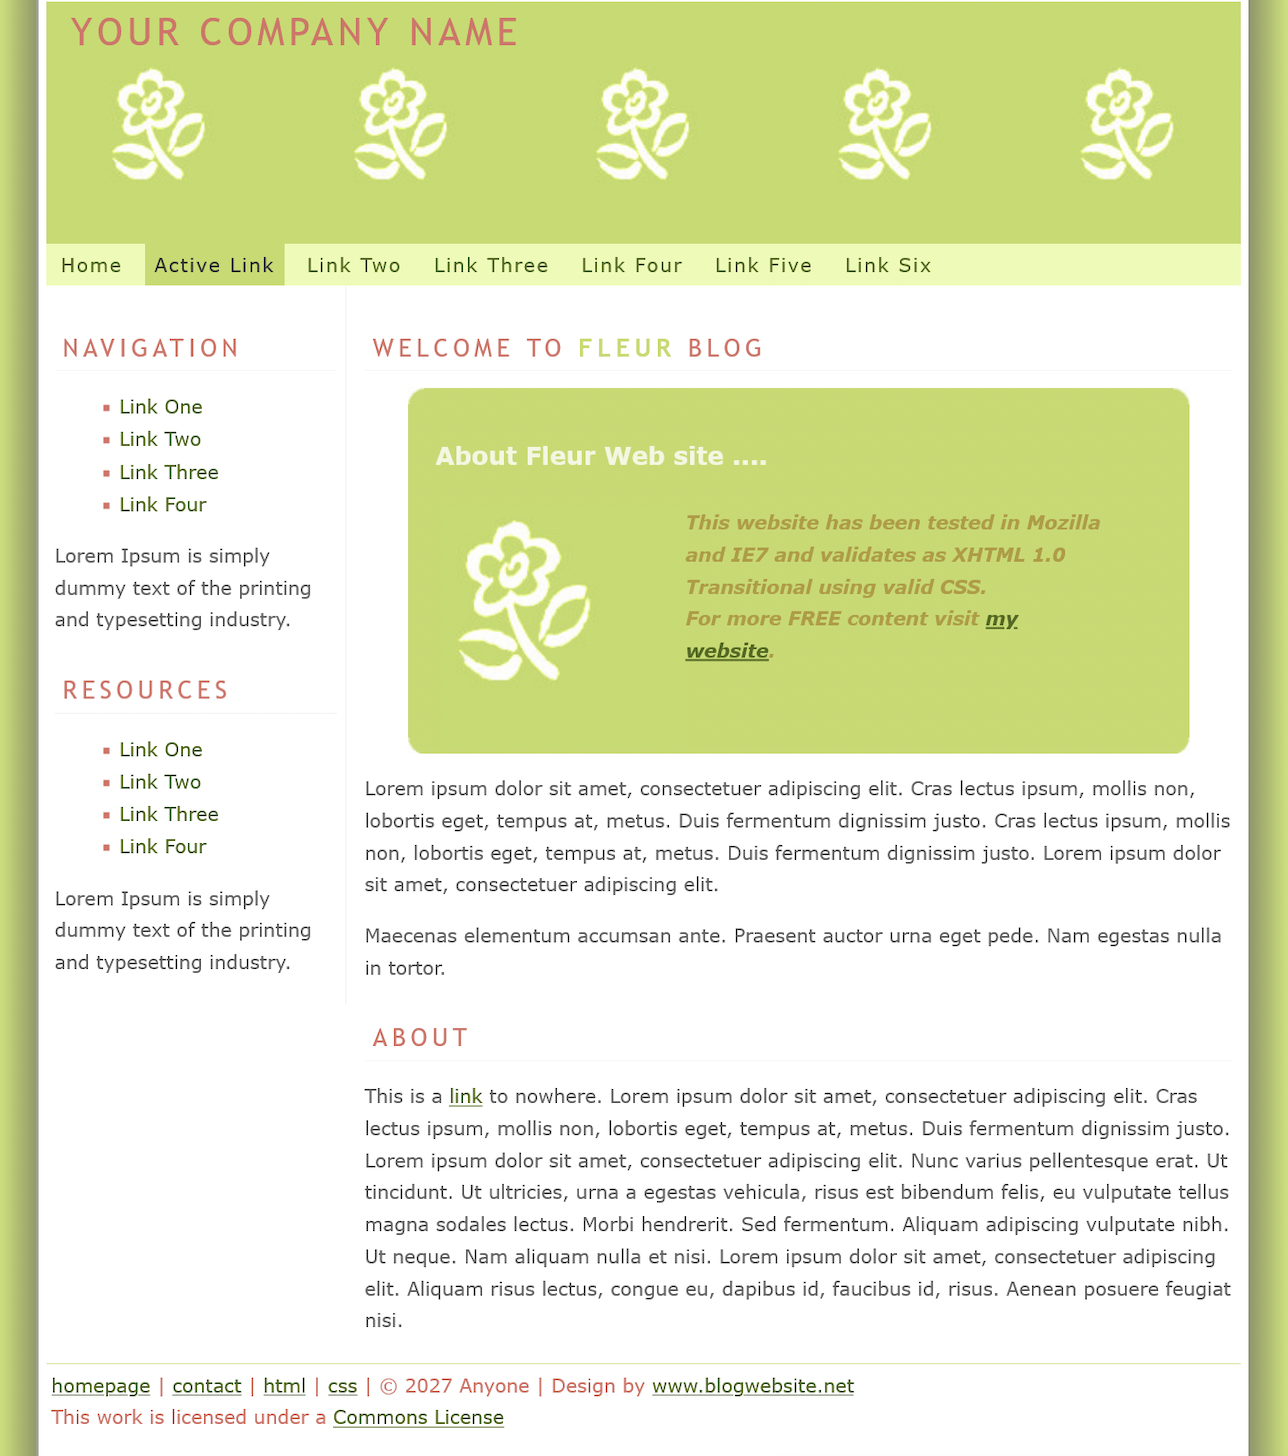 YOUR COMPANY NAME
Home Active Link Link Two Link Three Link Four Link Five Link Six
NAVIGATION
Link One
Link Two
Link Three
Link Four
Lorem Ipsum is simply
dummy text of the printing
and typesetting industry.
RESOURCES
Link One
Link Two
Link Three
Link Four
Lorem Ipsum is simply
dummy text of the printing
and typesetting industry.
WELCOME TO FLEUR BLOG
About Fleur Web site ....
This website has been tested in Mozilla
and IE7 and validates as XHTML 1.0
Transitional using valid CSS.
For more FREE content visit my
website.
Lorem ipsum dolor sit amet, consectetuer adipiscing elit. Cras lectus ipsum, mollis non,
lobortis eget, tempus at, metus. Duis fermentum dignissim justo. Cras lectus ipsum, mollis
non, lobortis eget, tempus at, metus. Duis fermentum dignissim justo. Lorem ipsum dolor
sit amet, consectetuer adipiscing elit.
Maecenas elementum accumsan ante. Praesent auctor urna eget pede. Nam egestas nulla
in tortor.
ABOUT
This is a link to nowhere. Lorem ipsum dolor sit amet, consectetuer adipiscing elit. Cras
lectus ipsum, mollis non, lobortis eget, tempus at, metus. Duis fermentum dignissim justo.
Lorem ipsum dolor sit amet, consectetuer adipiscing elit. Nunc varius pellentesque erat. Ut
tincidunt. Ut ultricies, urna a egestas vehicula, risus est bibendum felis, eu vulputate tellus
magna sodales lectus. Morbi hendrerit. Sed fermentum. Aliquam adipiscing vulputate nibh.
Ut neque. Nam aliquam nulla et nisi. Lorem ipsum dolor sit amet, consectetuer adipiscing
elit. Aliquam risus lectus, congue eu, dapibus id, faucibus id, risus. Aenean posuere feugiat
nisi.
homepage | contact | html | css | © 2027 Anyone | Design by www.blogwebsite.net
This work is licensed under a Commons License